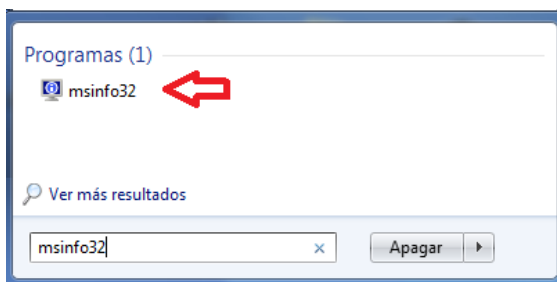 Programas (1)
msinfo32
Ver más resultados
msinfo32
Apagar